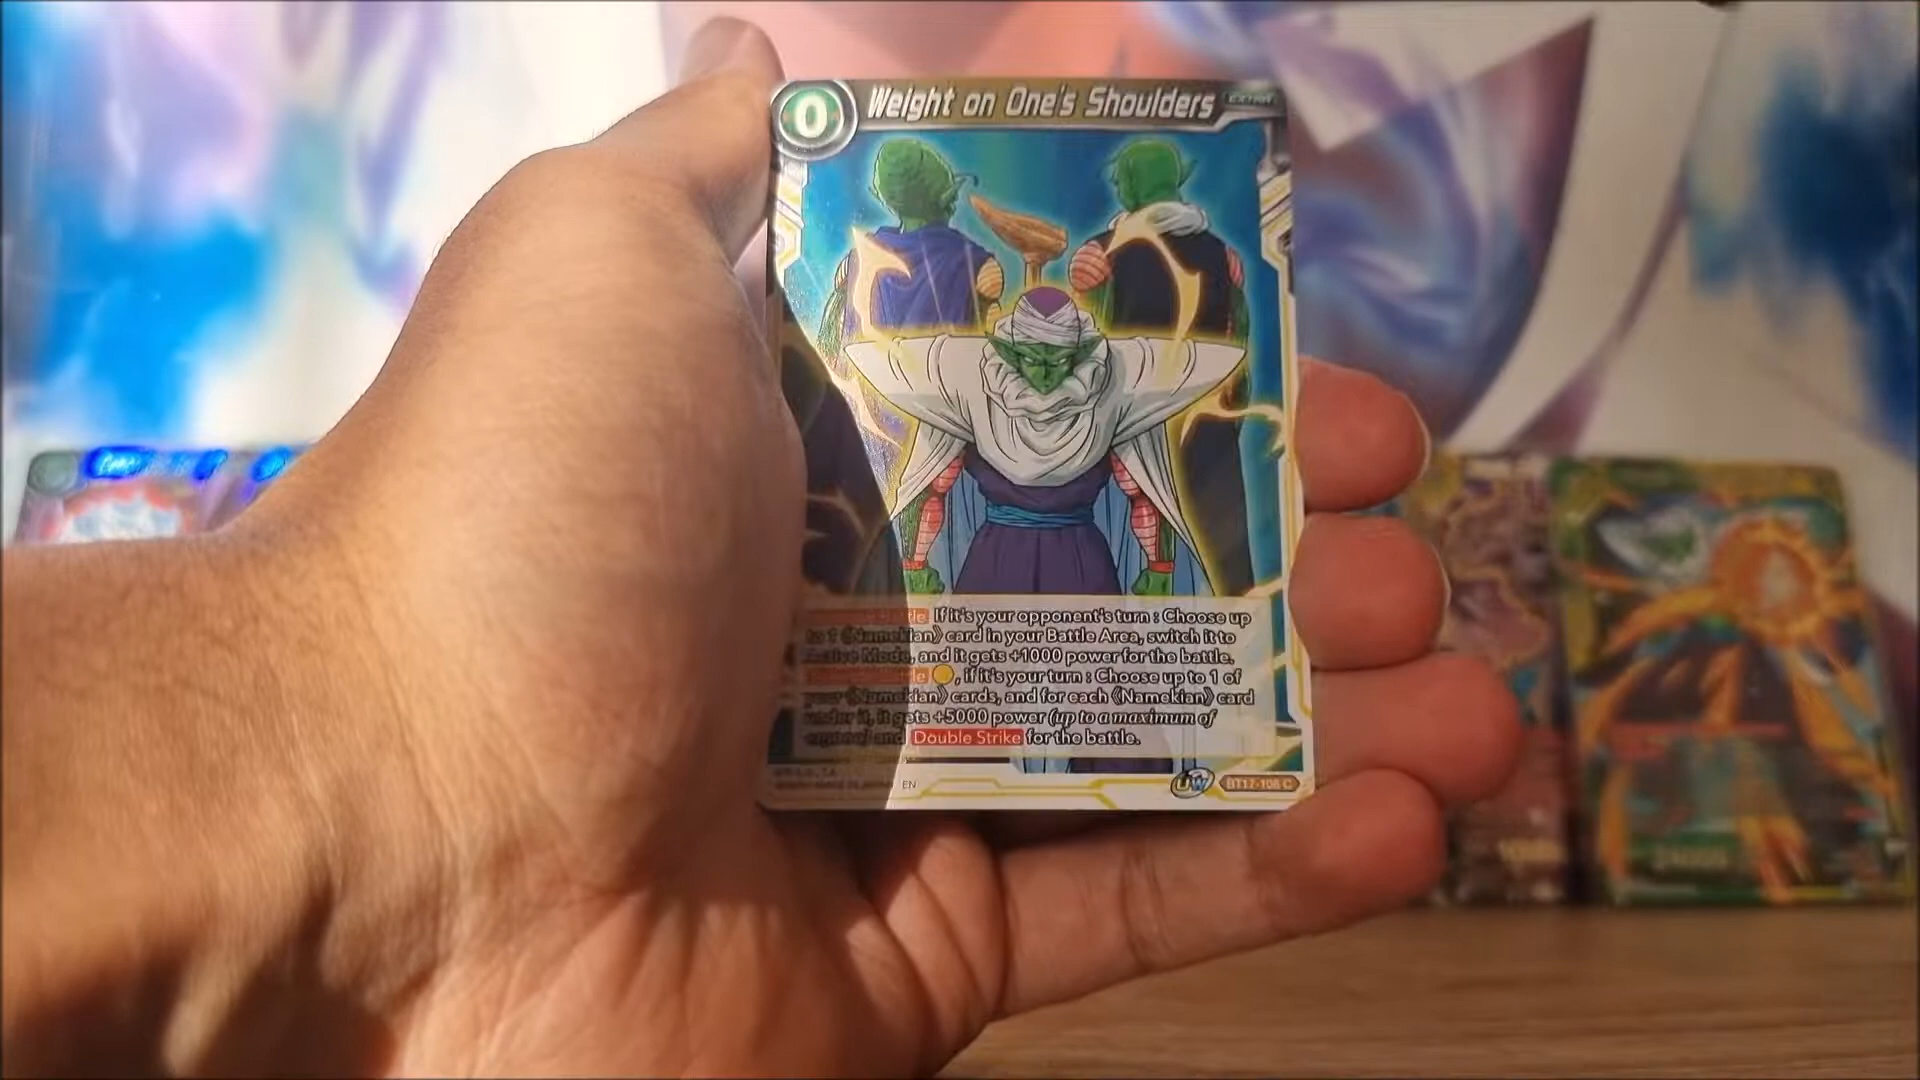 0
Weight on One's Shoulders
EXTRA
If it's your opponent's turn : Choose up
to 1 《Namekian》 card in your Battle Area, switch it to
Active Mode, and it gets +1000 power for the battle.
, if it's your turn : Choose up to 1 of
your 《Namekian》 cards, and for each 《Namekian》 card
under it, it gets +5000 power (up to a maximum of
and Double Strike for the battle.
EN
UW
BT17-108 C